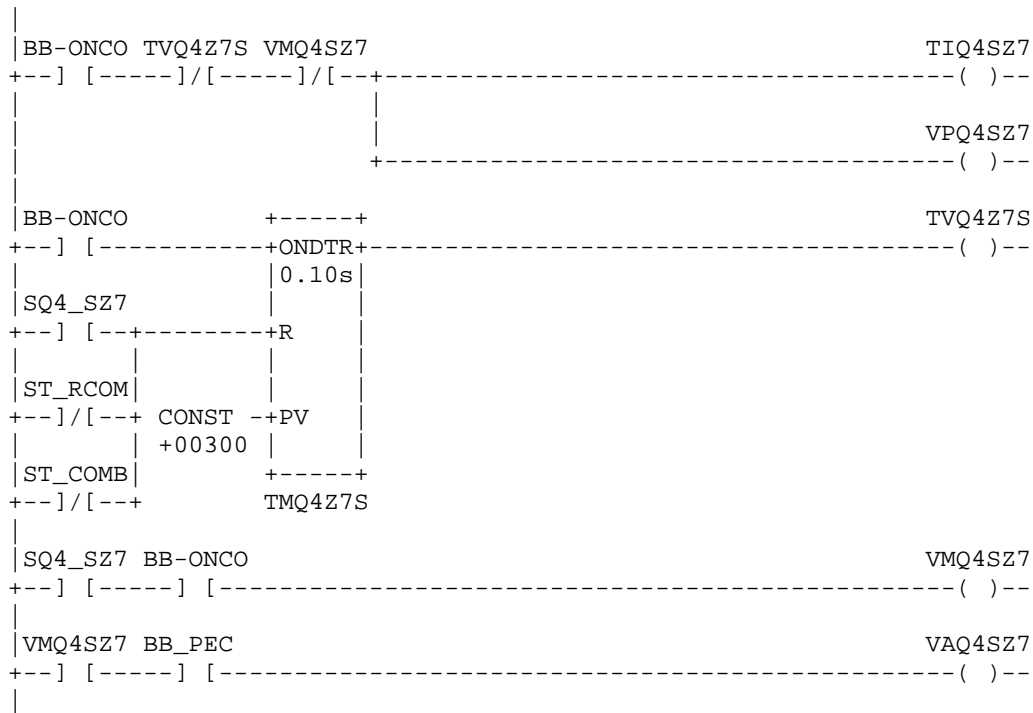 |
|BB-ONCO TVQ4Z7S VMQ4SZ7                                     TIQ4SZ7
+--] [-----]/[-----]/[--+--------------------------------------( )--
|                       |
|                       |                                    VPQ4SZ7
|                       +--------------------------------------( )--
|
|BB-ONCO         +-----+                                     TVQ4Z7S
+--] [-----------+ONDTR+---------------------------------------( )--
|                |0.10s|
|SQ4_SZ7         |     |
+--] [--+--------+R    |
|       |        |     |
|ST_RCOM|        |     |
+--]/[--+ CONST -+PV   |
|       | +00300 |     |
|ST_COMB|        +-----+
+--]/[--+        TMQ4Z7S
|
|SQ4_SZ7 BB-ONCO                                             VMQ4SZ7
+--] [-----] [-------------------------------------------------( )--
|
|VMQ4SZ7 BB_PEC                                              VAQ4SZ7
+--] [-----] [-------------------------------------------------( )--
|